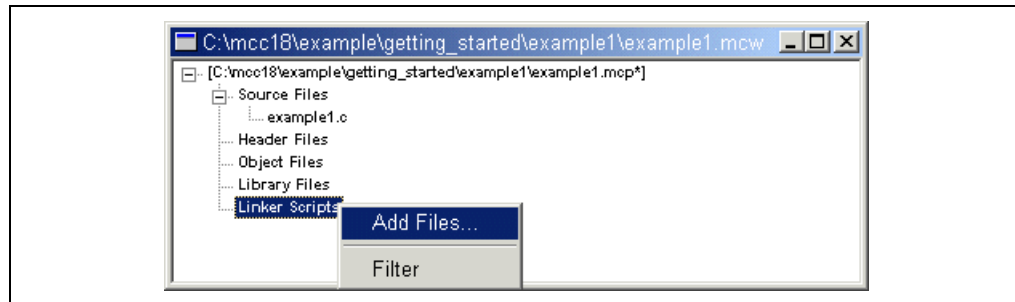 C:\mcc18\example\getting_started\example1\example1.mcw
[C:\mcc18\example\getting_started\example1\example1.mcp*]
Source Files
example1.c
Header Files
Object Files
Library Files
Linker Scripts
Add Files...
Filter